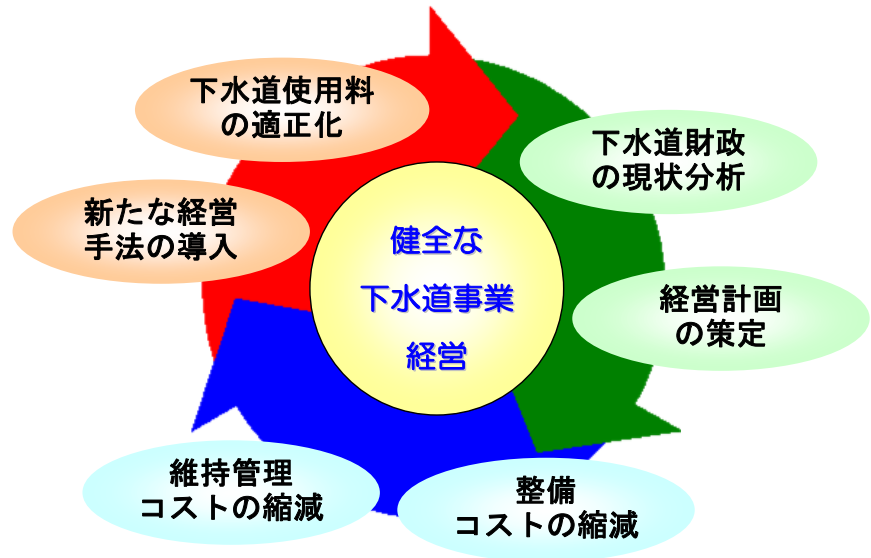 下水道使用料
の適正化
下水道財政
の現状分析
新たな経営
手法の導入
健全な
下水道事業
経営
経営計画
の策定
維持管理
コストの縮減
整備
コストの縮減